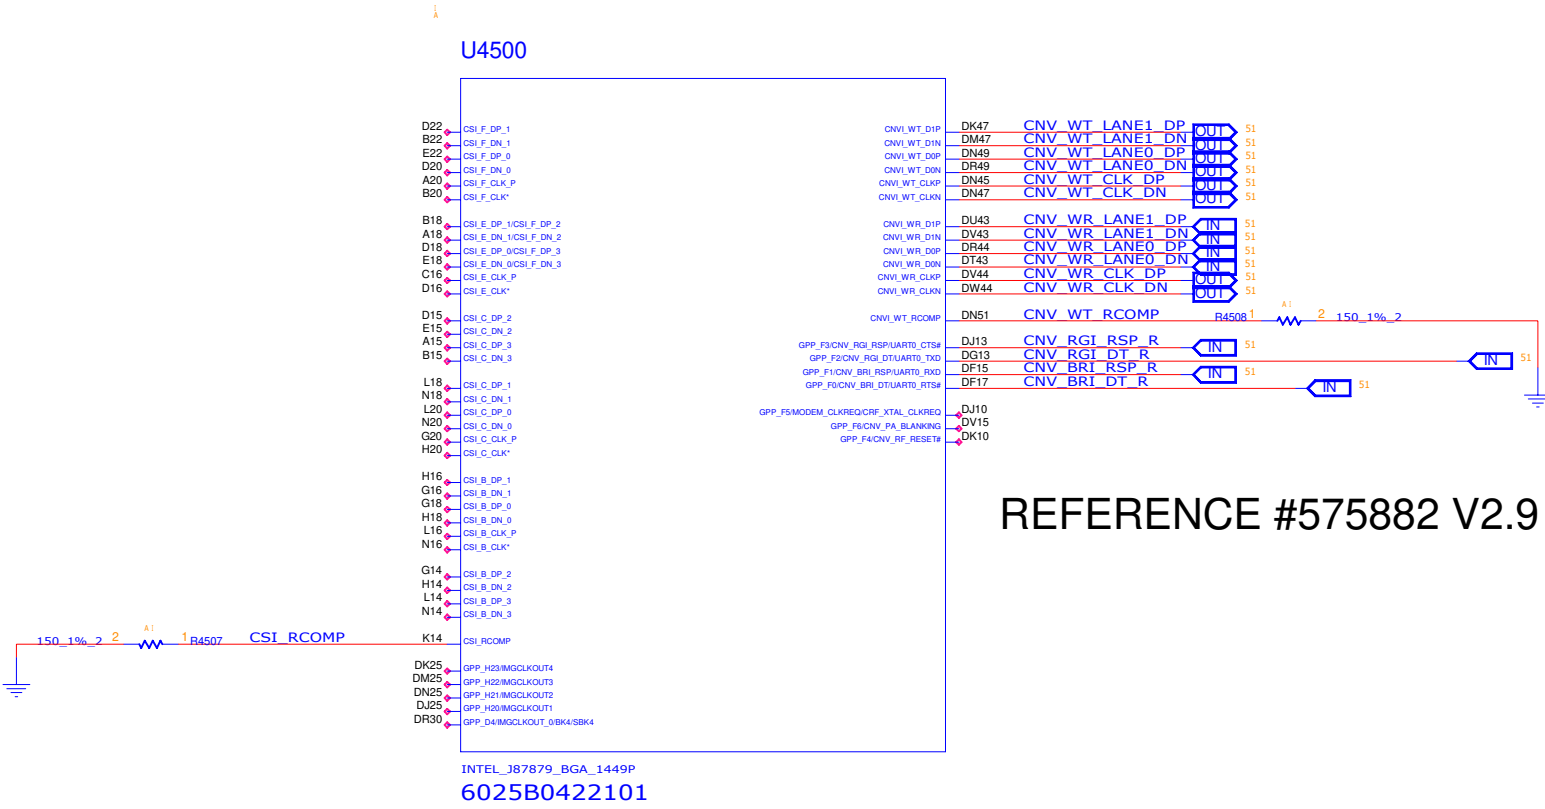 1
A
U4500
D22 CSI_F_DP_1
B22 CSI_F_DN_1
E22 CSI_F_DP_0
D20 CSI_F_DN_0
A20 CSI_F_CLK_P
B20 CSI_F_CLK*
B18 CSI_E_DP_1/CSI_F_DP_2
A18 CSI_E_DN_1/CSI_F_DN_2
D18 CSI_E_DP_0/CSI_F_DP_3
E18 CSI_E_DN_0/CSI_F_DN_3
C16 CSI_E_CLK_P
D16 CSI_E_CLK*
D15 CSI_C_DP_2
E15 CSI_C_DN_2
A15 CSI_C_DP_3
B15 CSI_C_DN_3
L18 CSI_C_DP_1
N18 CSI_C_DN_1
L20 CSI_C_DP_0
N20 CSI_C_DN_0
G20 CSI_C_CLK_P
H20 CSI_C_CLK*
H16 CSI_B_DP_1
G16 CSI_B_DN_1
G18 CSI_B_DP_0
H18 CSI_B_DN_0
L16 CSI_B_CLK_P
N16 CSI_B_CLK*
G14 CSI_B_DP_2
H14 CSI_B_DN_2
L14 CSI_B_DP_3
N14 CSI_B_DN_3
A1
150_1%_2 2 1 R4507 CSI_RCOMP K14 CSI_RCOMP
DK25 GPP_H23/IMGCLKOUT4
DM25 GPP_H22/IMGCLKOUT3
DN25 GPP_H21/IMGCLKOUT2
DJ25 GPP_H20/IMGCLKOUT1
DR30 GPP_D4/IMGCLKOUT_0/BK4/SBK4
CNVI_WT_D1P DK47 CNV_WT_LANE1_DP OUT 51
CNVI_WT_D1N DM47 CNV_WT_LANE1_DN OUT 51
CNVI_WT_D0P DN49 CNV_WT_LANE0_DP OUT 51
CNVI_WT_D0N DR49 CNV_WT_LANE0_DN OUT 51
CNVI_WT_CLKP DN45 CNV_WT_CLK_DP OUT 51
CNVI_WT_CLKN DN47 CNV_WT_CLK_DN OUT 51
CNVI_WR_D1P DU43 CNV_WR_LANE1_DP IN 51
CNVI_WR_D1N DV43 CNV_WR_LANE1_DN IN 51
CNVI_WR_D0P DR44 CNV_WR_LANE0_DP IN 51
CNVI_WR_D0N DT43 CNV_WR_LANE0_DN IN 51
CNVI_WR_CLKP DV44 CNV_WR_CLK_DP OUT 51
CNVI_WR_CLKN DW44 CNV_WR_CLK_DN OUT 51
A1
CNVI_WT_RCOMP DN51 CNV_WT_RCOMP R4508 1 2 150_1%_2
GPP_F3/CNV_RGI_RSP/UART0_CTS# DJ13 CNV_RGI_RSP_R IN 51
GPP_F2/CNV_RGI_DT/UART0_TXD DG13 CNV_RGI_DT_R IN 51
GPP_F1/CNV_BRI_RSP/UART0_RXD DF15 CNV_BRI_RSP_R IN 51
GPP_F0/CNV_BRI_DT/UART0_RTS# DF17 CNV_BRI_DT_R IN 51
GPP_F5/MODEM_CLKREQ/CRF_XTAL_CLKREQ DJ10
GPP_F6/CNV_PA_BLANKING DV15
GPP_F4/CNV_RF_RESET# DK10
REFERENCE #575882 V2.9
INTEL_J87879_BGA_1449P
6025B0422101